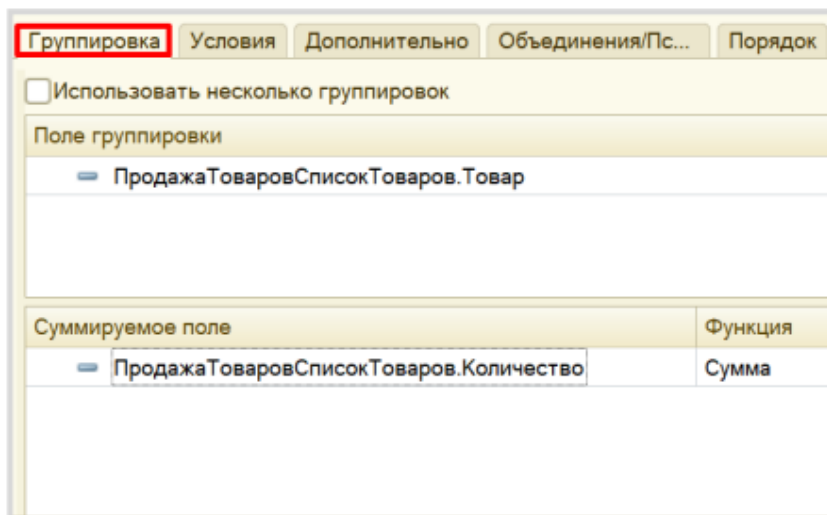 Группировка Условия Дополнительно Объединения/Пс... Порядок
Использовать несколько группировок
Поле группировки
ПродажаТоваровСписокТоваров.Товар
Суммируемое поле Функция
ПродажаТоваровСписокТоваров.Количество Сумма